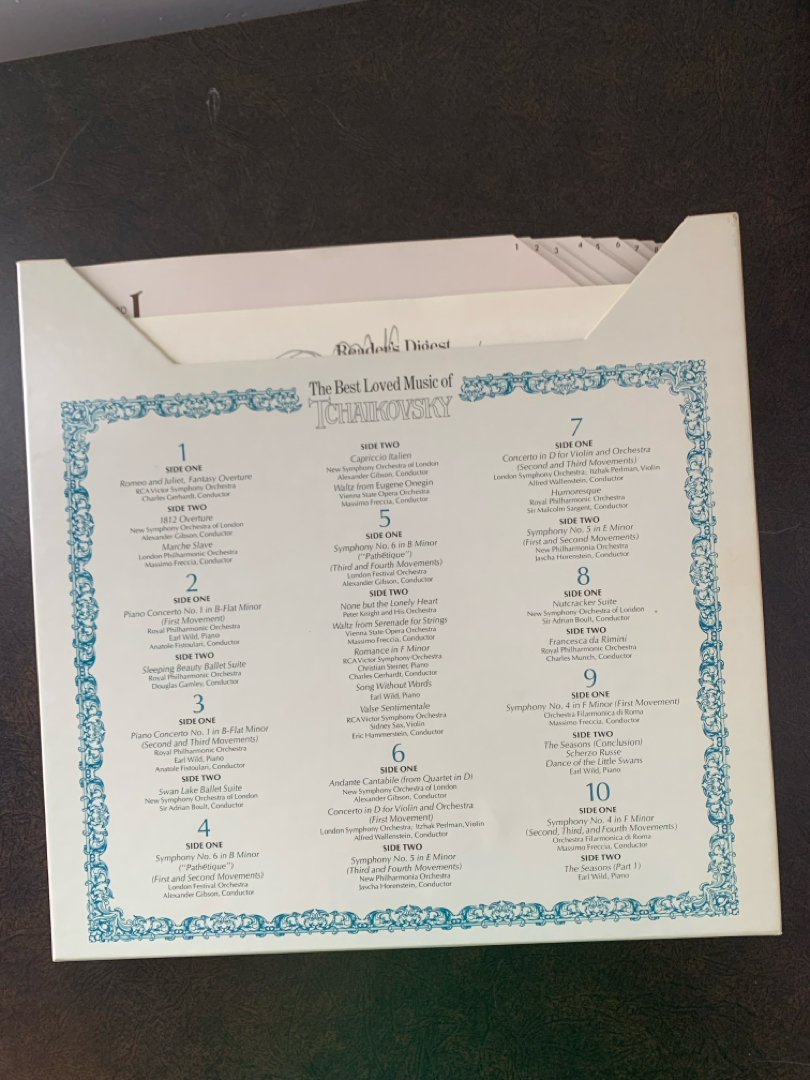 1 2 3 4 5 6 7 8
I
Reader's Digest
The Best Loved Music of
TCHAIKOVSKY
1
SIDE ONE
Romeo and Juliet, Fantasy Overture
RCA Victor Symphony Orchestra
Charles Gerhardt, Conductor
SIDE TWO
1812 Overture
New Symphony Orchestra of London
Alexander Gibson, Conductor
Marche Slave
London Philharmonic Orchestra
Massimo Freccia, Conductor
2
SIDE ONE
Piano Concerto No. 1 in B-Flat Minor
(First Movement)
Royal Philharmonic Orchestra
Earl Wild, Piano
Anatole Fistoulari, Conductor
SIDE TWO
Sleeping Beauty Ballet Suite
Royal Philharmonic Orchestra
Douglas Gamley, Conductor
3
SIDE ONE
Piano Concerto No. 1 in B-Flat Minor
(Second and Third Movements)
Royal Philharmonic Orchestra
Earl Wild, Piano
Anatole Fistoulari, Conductor
SIDE TWO
Swan Lake Ballet Suite
New Symphony Orchestra of London
Sir Adrian Boult, Conductor
4
SIDE ONE
Symphony No. 6 in B Minor
("Pathétique")
(First and Second Movements)
London Festival Orchestra
Alexander Gibson, Conductor
SIDE TWO
Capriccio Italien
New Symphony Orchestra of London
Alexander Gibson, Conductor
Waltz from Eugene Onegin
Vienna State Opera Orchestra
Massimo Freccia, Conductor
5
SIDE ONE
Symphony No. 6 in B Minor
("Pathétique")
(Third and Fourth Movements)
London Festival Orchestra
Alexander Gibson, Conductor
SIDE TWO
None but the Lonely Heart
Peter Knight and His Orchestra
Waltz from Serenade for Strings
Vienna State Opera Orchestra
Massimo Freccia, Conductor
Romance in F Minor
RCA Victor Symphony Orchestra
Christian Steiner, Piano
Charles Gerhardt, Conductor
Song Without Words
Earl Wild, Piano
Valse Sentimentale
RCA Victor Symphony Orchestra
Sidney Sax, Violin
Eric Hammerstein, Conductor
6
SIDE ONE
Andante Cantabile (from Quartet in D)
New Symphony Orchestra of London
Alexander Gibson, Conductor
Concerto in D for Violin and Orchestra
(First Movement)
London Symphony Orchestra; Itzhak Perlman, Violin
Alfred Wallenstein, Conductor
SIDE TWO
Symphony No. 5 in E Minor
(Third and Fourth Movements)
New Philharmonia Orchestra
Jascha Horenstein, Conductor
7
SIDE ONE
Concerto in D for Violin and Orchestra
(Second and Third Movements)
London Symphony Orchestra; Itzhak Perlman, Violin
Alfred Wallenstein, Conductor
Humoresque
Royal Philharmonic Orchestra
Sir Malcolm Sargent, Conductor
SIDE TWO
Symphony No. 5 in E Minor
(First and Second Movements)
New Philharmonia Orchestra
Jascha Horenstein, Conductor
8
SIDE ONE
Nutcracker Suite
New Symphony Orchestra of London
Sir Adrian Boult, Conductor
SIDE TWO
Francesca da Rimini
Royal Philharmonic Orchestra
Charles Munch, Conductor
9
SIDE ONE
Symphony No. 4 in F Minor (First Movement)
Orchestra Filarmonica di Roma
Massimo Freccia, Conductor
SIDE TWO
The Seasons (Conclusion)
Scherzo Russe
Dance of the Little Swans
Earl Wild, Piano
10
SIDE ONE
Symphony No. 4 in F Minor
(Second, Third, and Fourth Movements)
Orchestra Filarmonica di Roma
Massimo Freccia, Conductor
SIDE TWO
The Seasons (Part 1)
Earl Wild, Piano